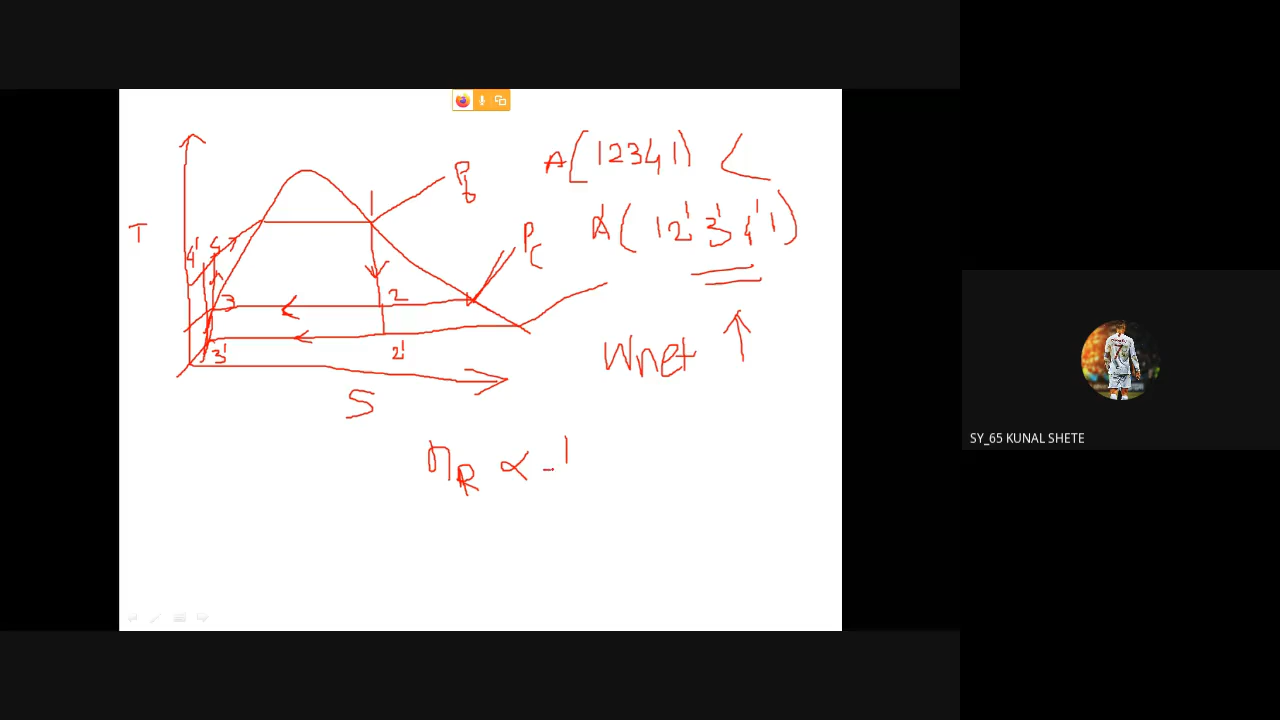 A(12341) <
A'(12'3'4'1)
1
Pb
T
Pc
4' 4
3
2
3'
2'
Wnet ↑
S
ηR ∝ 1
SY_65 KUNAL SHETE